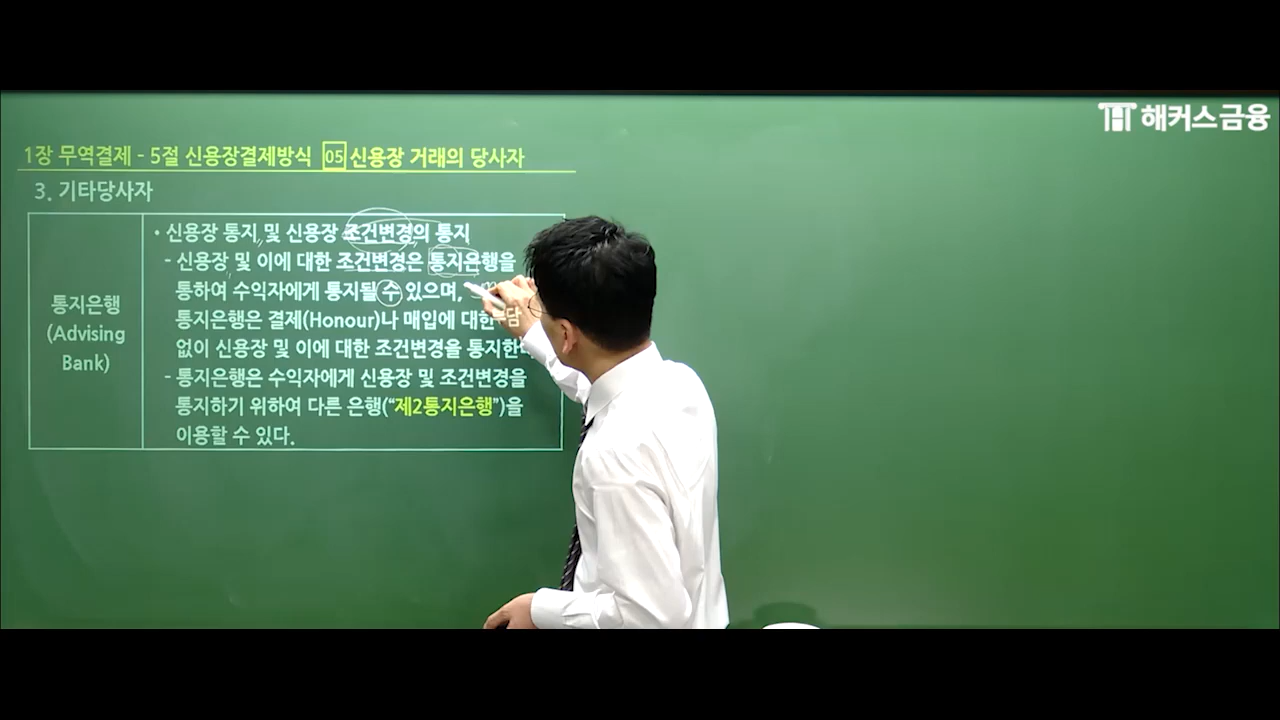 해커스금융
1장 무역결제 - 5절 신용장결제방식 05 신용장 거래의 당사자
3. 기타당사자
통지은행
(Advising
Bank)
• 신용장 통지 및 신용장 조건변경의 통지
- 신용장 및 이에 대한 조건변경은 통지은행을
통하여 수익자에게 통지될 수 있으며,
통지은행은 결제(Honour)나 매입에 대한 부담
없이 신용장 및 이에 대한 조건변경을 통지한다
- 통지은행은 수익자에게 신용장 및 조건변경을
통지하기 위하여 다른 은행(“제2통지은행”)을
이용할 수 있다.